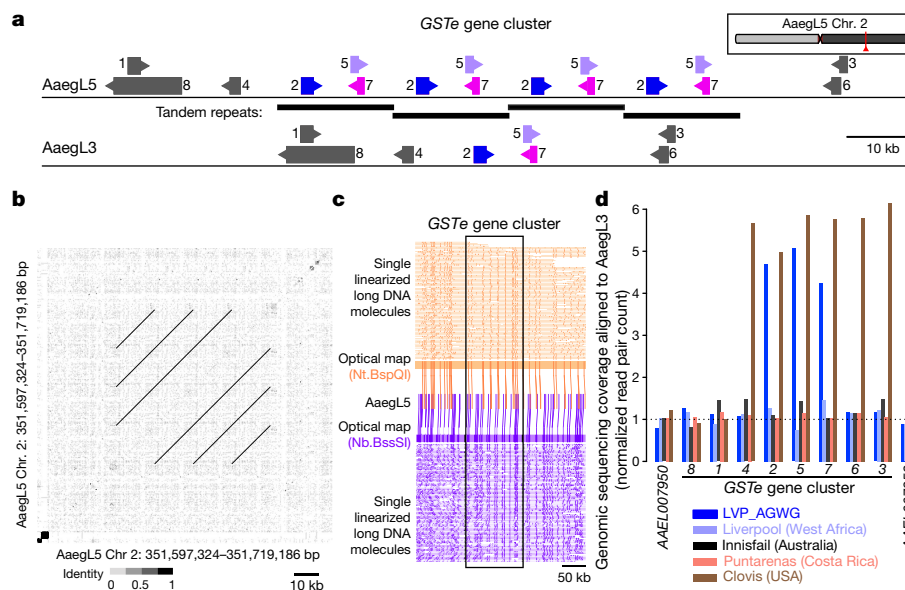 a
GSTe gene cluster
AaegL5 Chr. 2
1 5 5 5 5 3
AaegL5
8 4 2 7 2 7 2 7 2 7 6
Tandem repeats:
1 5 3
AaegL3
8 4 2 7 6
10 kb
b
AaegL5 Chr. 2: 351,597,324–351,719,186 bp
AaegL5 Chr 2: 351,597,324–351,719,186 bp
Identity
0 0.5 1
10 kb
c
GSTe gene cluster
Single
linearized
long DNA
molecules
Optical map
(Nt.BspQI)
AaegL5
Optical map
(Nb.BssSI)
Single
linearized
long DNA
molecules
50 kb
d
Genomic sequencing coverage aligned to AaegL3
(normalized read pair count)
6
5
4
3
2
1
0
AAEL007950
8 1 4 2 5 7 6 3
GSTe gene cluster
LVP_AGWG
Liverpool (West Africa)
Innisfail (Australia)
Puntarenas (Costa Rica)
Clovis (USA)